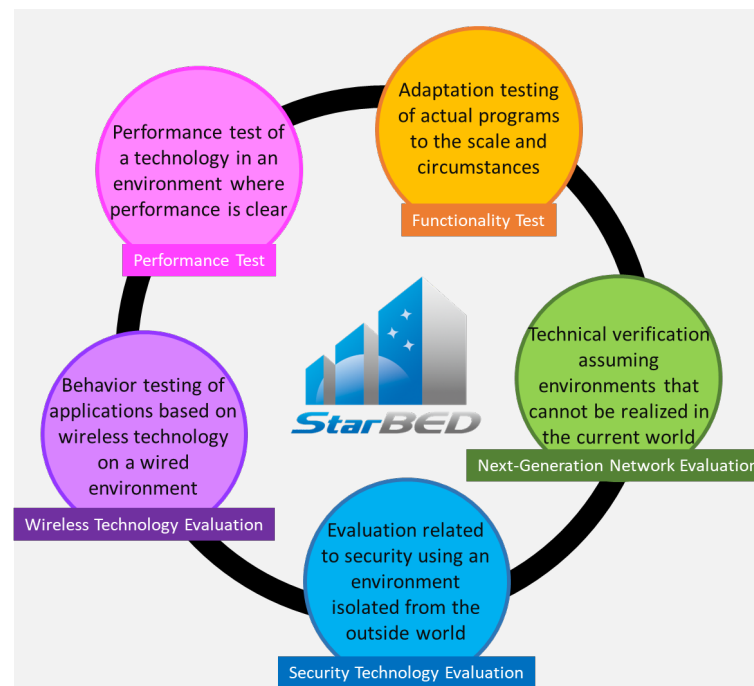 Adaptation testing
of actual programs
to the scale and
circumstances
Functionality Test
Performance test of
a technology in an
environment where
performance is clear
Performance Test
Technical verification
assuming
environments that
cannot be realized in
the current world
Next-Generation Network Evaluation
StarBED
Behavior testing of
applications based on
wireless technology
on a wired
environment
Wireless Technology Evaluation
Evaluation related
to security using an
environment
isolated from the
outside world
Security Technology Evaluation